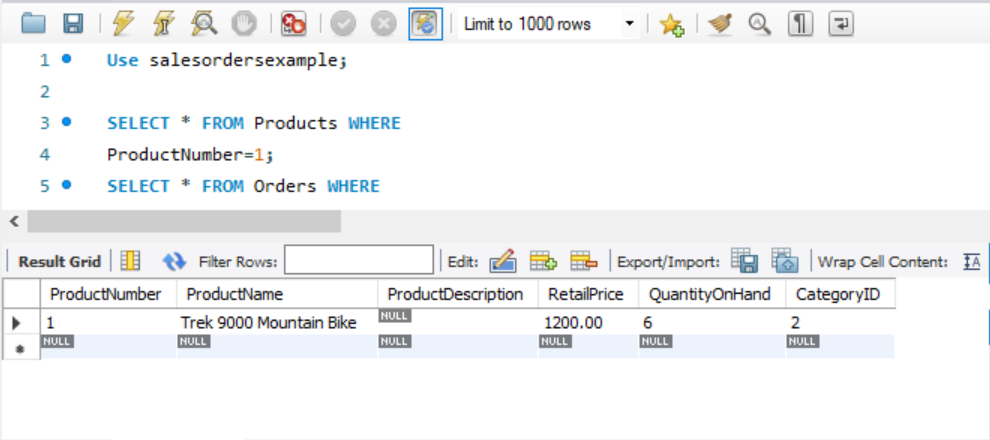 Limit to 1000 rows
1 Use salesordersexample;
2
3 SELECT * FROM Products WHERE
4 ProductNumber=1;
5 SELECT * FROM Orders WHERE
Result Grid Filter Rows: Edit: Export/Import: Wrap Cell Content: IA
ProductNumber ProductName ProductDescription RetailPrice QuantityOnHand CategoryID
1 Trek 9000 Mountain Bike NULL 1200.00 6 2
NULL NULL NULL NULL NULL NULL